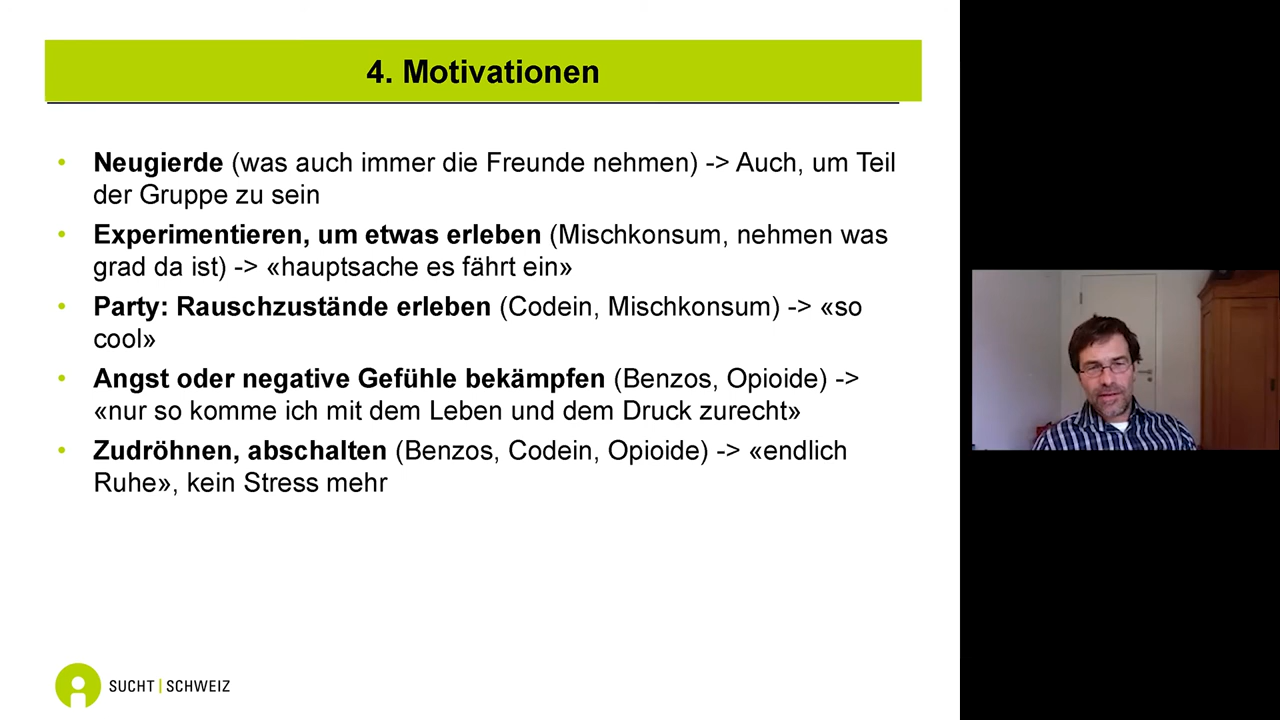 4. Motivationen
• Neugierde (was auch immer die Freunde nehmen) -> Auch, um Teil
der Gruppe zu sein
• Experimentieren, um etwas erleben (Mischkonsum, nehmen was
grad da ist) -> «hauptsache es fährt ein»
• Party: Rauschzustände erleben (Codein, Mischkonsum) -> «so
cool»
• Angst oder negative Gefühle bekämpfen (Benzos, Opioide) ->
«nur so komme ich mit dem Leben und dem Druck zurecht»
• Zudröhnen, abschalten (Benzos, Codein, Opioide) -> «endlich
Ruhe», kein Stress mehr
SUCHT | SCHWEIZ